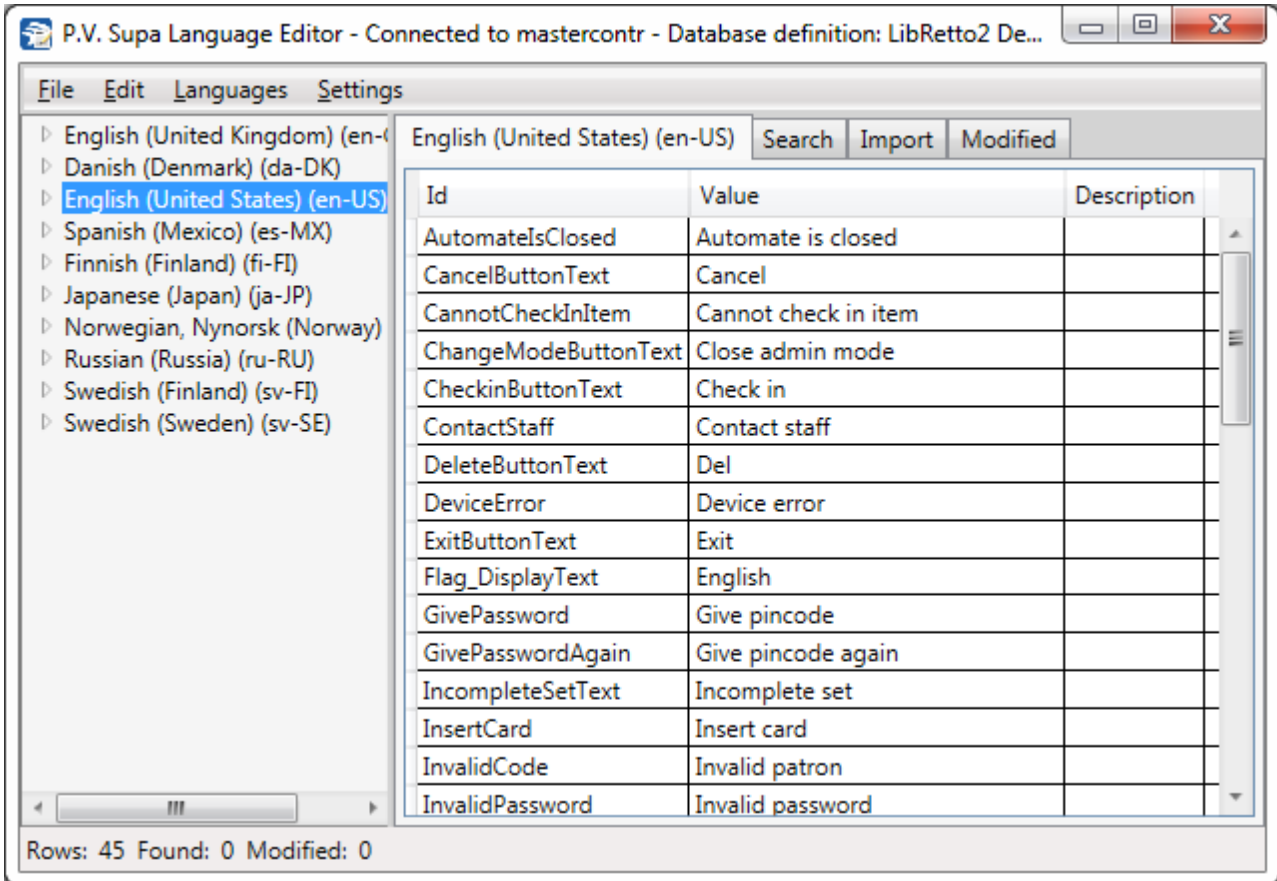 P.V. Supa Language Editor - Connected to mastercontr - Database definition: LibRetto2 De...
File Edit Languages Settings
English (United Kingdom) (en-
Danish (Denmark) (da-DK)
English (United States) (en-US)
Spanish (Mexico) (es-MX)
Finnish (Finland) (fi-FI)
Japanese (Japan) (ja-JP)
Norwegian, Nynorsk (Norway)
Russian (Russia) (ru-RU)
Swedish (Finland) (sv-FI)
Swedish (Sweden) (sv-SE)
English (United States) (en-US) Search Import Modified
Id Value Description
AutomateIsClosed Automate is closed
CancelButtonText Cancel
CannotCheckInItem Cannot check in item
ChangeModeButtonText Close admin mode
CheckinButtonText Check in
ContactStaff Contact staff
DeleteButtonText Del
DeviceError Device error
ExitButtonText Exit
Flag_DisplayText English
GivePassword Give pincode
GivePasswordAgain Give pincode again
IncompleteSetText Incomplete set
InsertCard Insert card
InvalidCode Invalid patron
InvalidPassword Invalid password
Rows: 45 Found: 0 Modified: 0